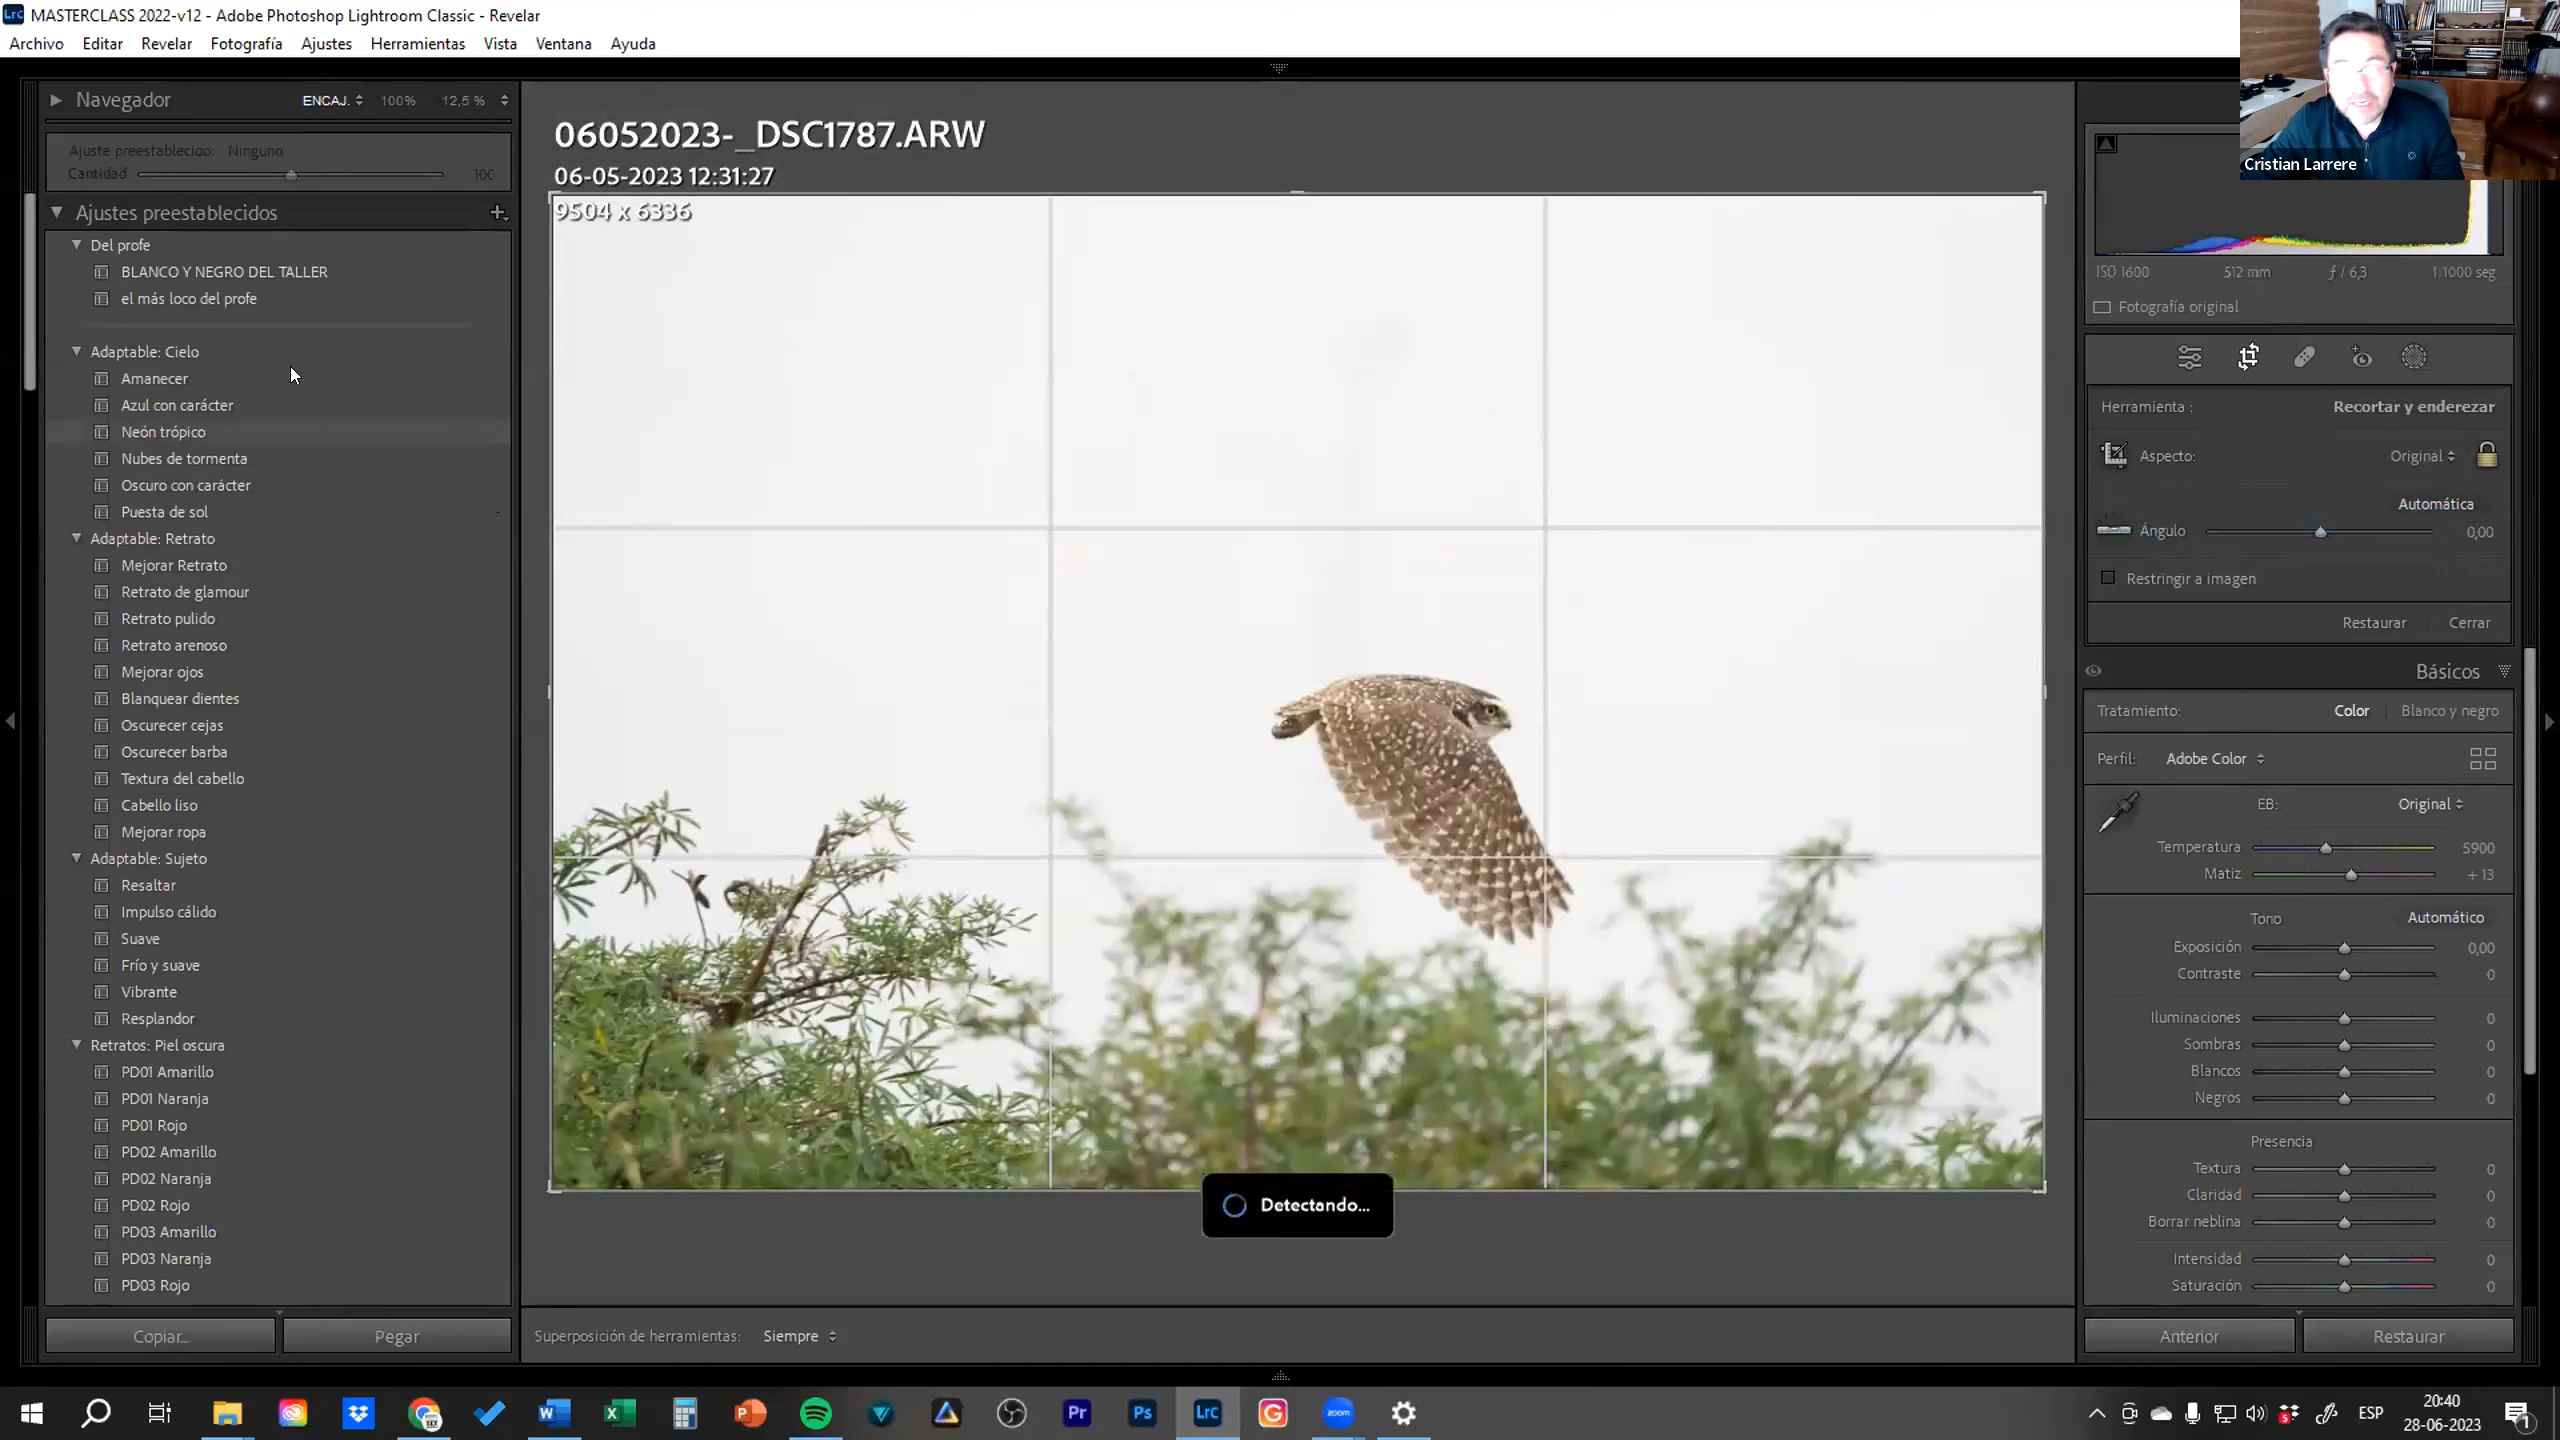 MASTERCLASS 2022-v12 - Adobe Photoshop Lightroom Classic - Revelar
Archivo Editar Revelar Fotografía Ajustes Herramientas Vista Ventana Ayuda
Navegador ENCAJ. 100% 12,5 %
Ajuste preestablecido: Ninguno
Cantidad 100
Ajustes preestablecidos
Del profe
BLANCO Y NEGRO DEL TALLER
el más loco del profe
Adaptable: Cielo
Amanecer
Azul con carácter
Neón trópico
Nubes de tormenta
Oscuro con carácter
Puesta de sol
Adaptable: Retrato
Mejorar Retrato
Retrato de glamour
Retrato pulido
Retrato arenoso
Mejorar ojos
Blanquear dientes
Oscurecer cejas
Oscurecer barba
Textura del cabello
Cabello liso
Mejorar ropa
Adaptable: Sujeto
Resaltar
Impulso cálido
Suave
Frío y suave
Vibrante
Resplandor
Retratos: Piel oscura
PD01 Amarillo
PD01 Naranja
PD01 Rojo
PD02 Amarillo
PD02 Naranja
PD02 Rojo
PD03 Amarillo
PD03 Naranja
PD03 Rojo
Copiar... Pegar
06052023-_DSC1787.ARW
06-05-2023 12:31:27
9504 x 6336
Detectando...
Superposición de herramientas: Siempre
Cristian Larrere
ISO 1600 512 mm ƒ / 6,3 1/1000 seg
Fotografía original
Herramienta : Recortar y enderezar
Aspecto: Original
Automática
Ángulo 0,00
Restringir a imagen
Restaurar Cerrar
Básicos
Tratamiento: Color Blanco y negro
Perfil: Adobe Color
EB: Original
Temperatura 5900
Matiz + 13
Tono Automático
Exposición 0,00
Contraste 0
Iluminaciones 0
Sombras 0
Blancos 0
Negros 0
Presencia
Textura 0
Claridad 0
Borrar neblina 0
Intensidad 0
Saturación 0
Anterior Restaurar
W X P Pr Ps LrC G zoom
ESP
20:40
28-06-2023
1